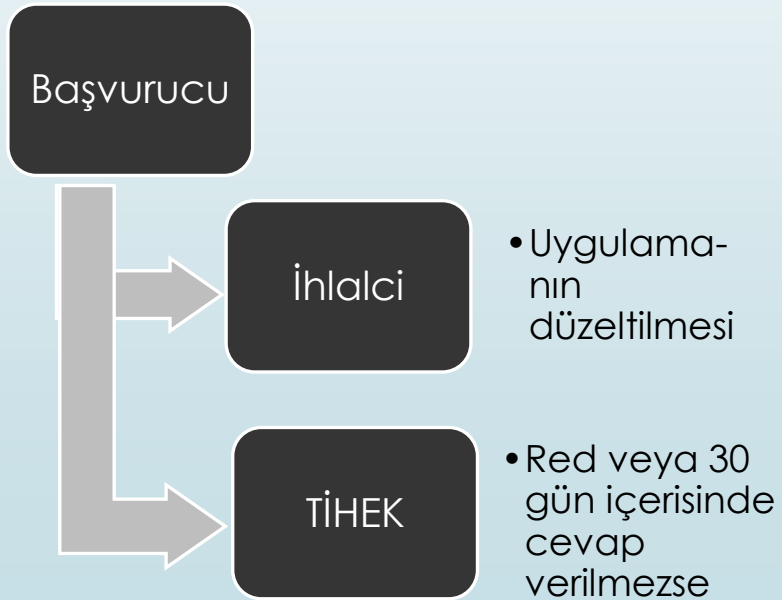 Başvurucu
İhlalci
•Uygulama-
nın
düzeltilmesi
TİHEK
•Red veya 30
gün içerisinde
cevap
verilmezse